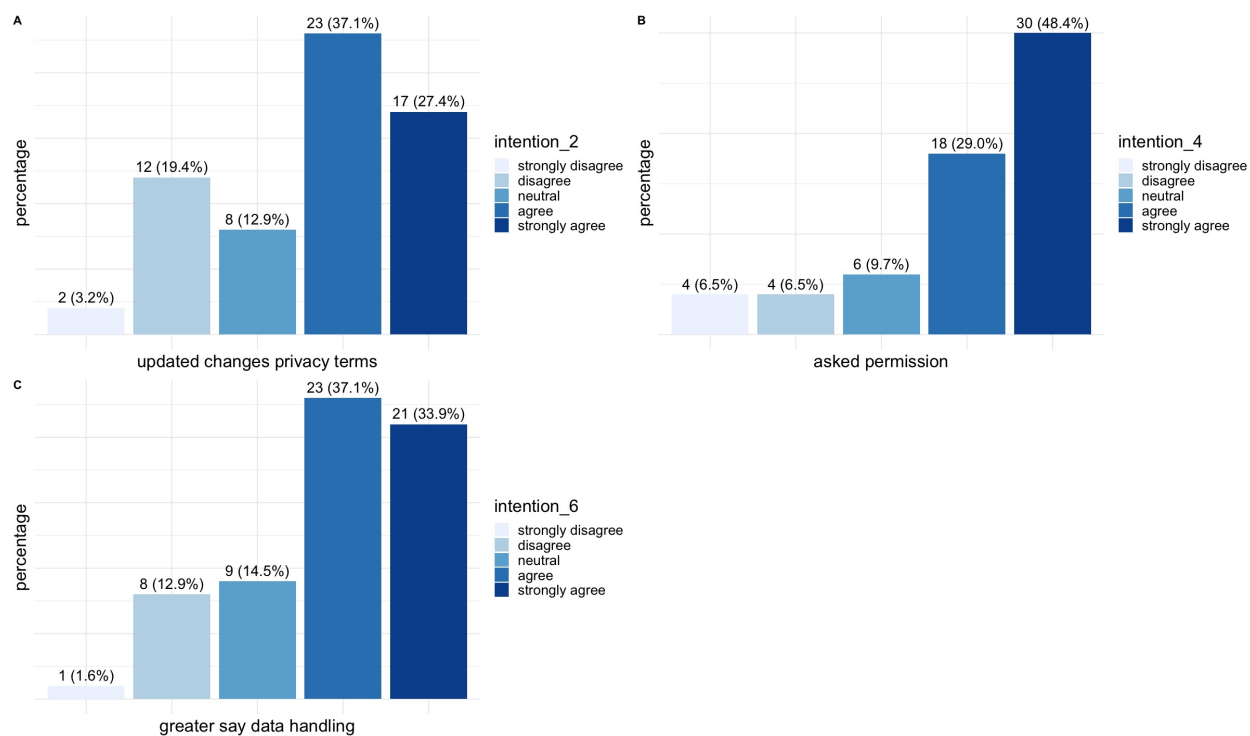 A
23 (37.1%)
17 (27.4%)
12 (19.4%)
8 (12.9%)
2 (3.2%)
percentage
updated changes privacy terms
intention_2
strongly disagree
disagree
neutral
agree
strongly agree
B
30 (48.4%)
18 (29.0%)
6 (9.7%)
4 (6.5%)
4 (6.5%)
percentage
asked permission
intention_4
strongly disagree
disagree
neutral
agree
strongly agree
C
23 (37.1%)
21 (33.9%)
9 (14.5%)
8 (12.9%)
1 (1.6%)
percentage
greater say data handling
intention_6
strongly disagree
disagree
neutral
agree
strongly agree